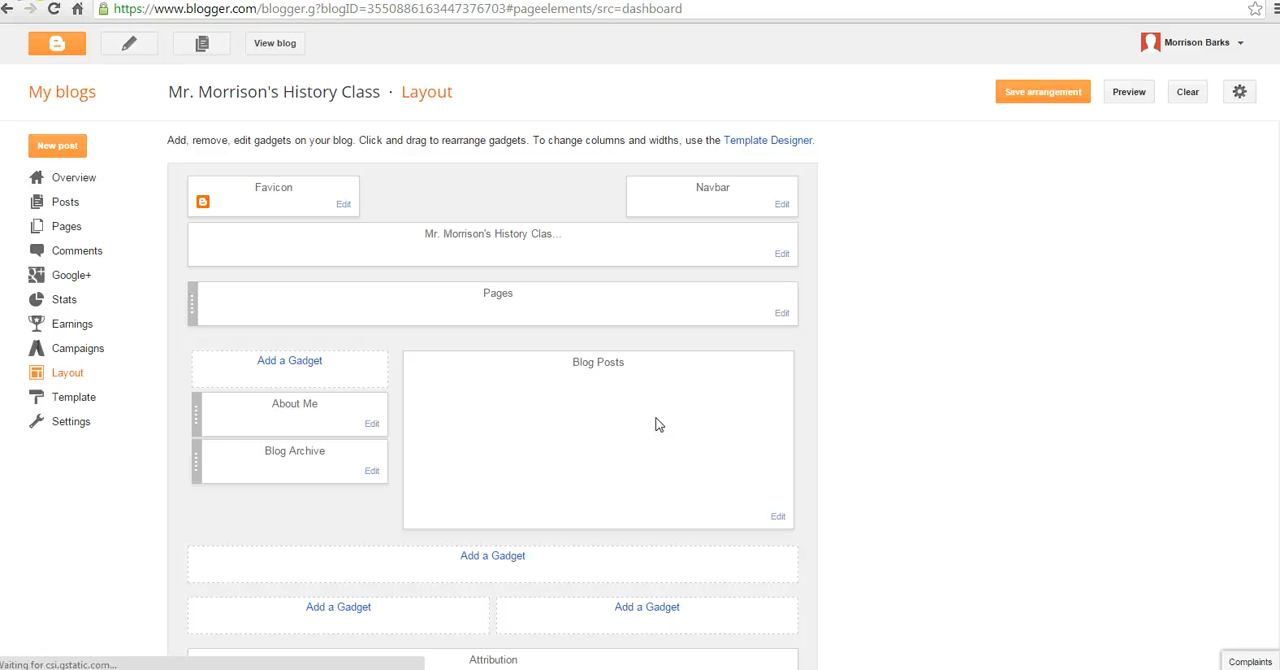 https://www.blogger.com/blogger.g?blogID=3550886163447376703#pageelements/src=dashboard
View blog
Morrison Barks
My blogs
Mr. Morrison's History Class · Layout
Save arrangement
Preview
Clear
New post
Add, remove, edit gadgets on your blog. Click and drag to rearrange gadgets. To change columns and widths, use the Template Designer.
Overview
Posts
Pages
Comments
Google+
Stats
Earnings
Campaigns
Layout
Template
Settings
Favicon
Edit
Navbar
Edit
Mr. Morrison's History Clas...
Edit
Pages
Edit
Add a Gadget
About Me
Edit
Blog Archive
Edit
Blog Posts
Edit
Add a Gadget
Add a Gadget
Add a Gadget
Attribution
Waiting for csi.gstatic.com...
Complaints